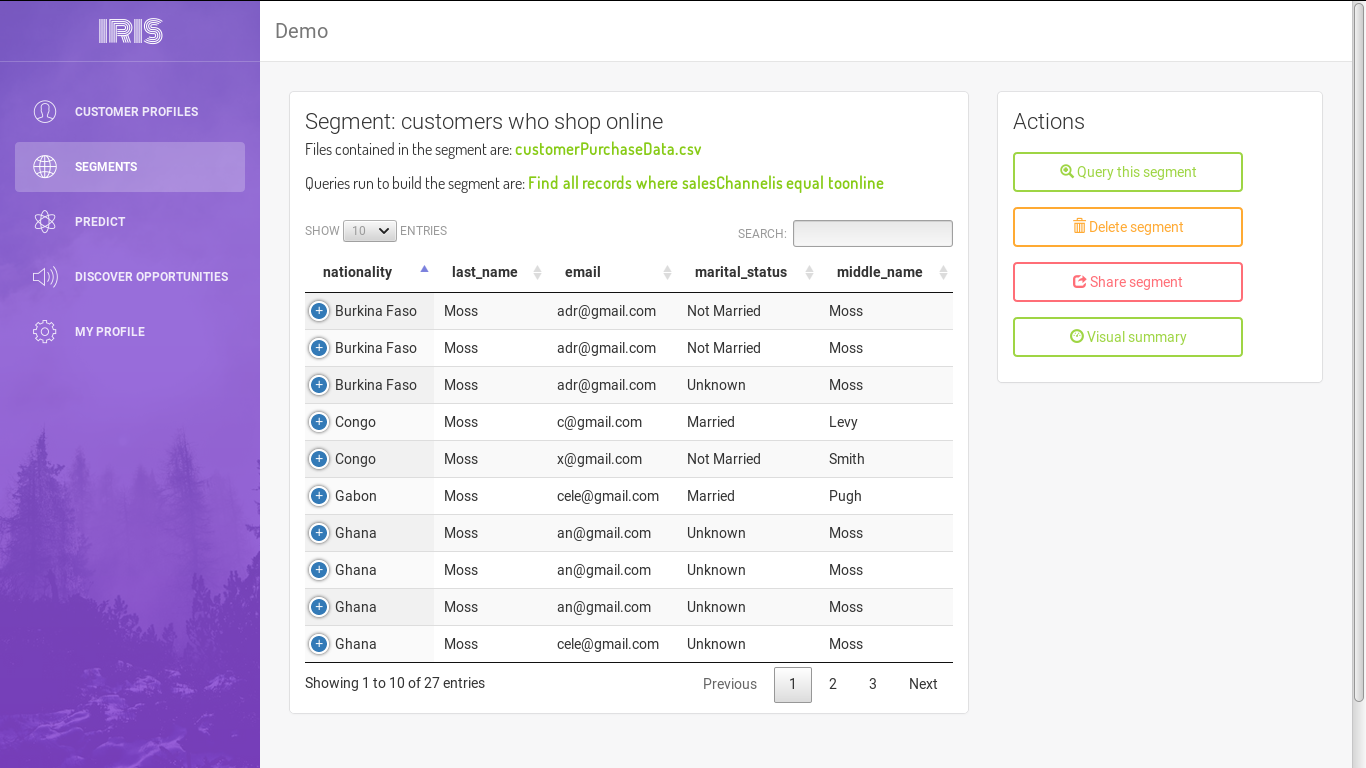 IRIS
Demo
CUSTOMER PROFILES
SEGMENTS
PREDICT
DISCOVER OPPORTUNITIES
MY PROFILE
Segment: customers who shop online
Files contained in the segment are: customerPurchaseData.csv
Queries run to build the segment are: Find all records where salesChannelis equal toonline
SHOW 10 ENTRIES SEARCH:
nationality last_name email marital_status middle_name
Burkina Faso Moss adr@gmail.com Not Married Moss
Burkina Faso Moss adr@gmail.com Not Married Moss
Burkina Faso Moss adr@gmail.com Unknown Moss
Congo Moss c@gmail.com Married Levy
Congo Moss x@gmail.com Not Married Smith
Gabon Moss cele@gmail.com Married Pugh
Ghana Moss an@gmail.com Unknown Moss
Ghana Moss an@gmail.com Unknown Moss
Ghana Moss an@gmail.com Unknown Moss
Ghana Moss cele@gmail.com Unknown Moss
Showing 1 to 10 of 27 entries Previous 1 2 3 Next
Actions
Query this segment
Delete segment
Share segment
Visual summary